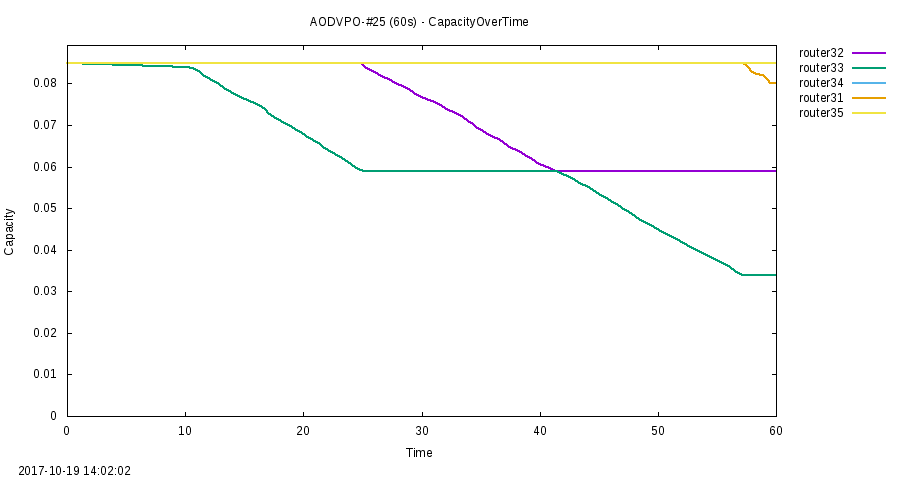 AODVPO-#25 (60s) - CapacityOverTime
router32
router33
router34
router31
router35
0.08
0.07
0.06
0.05
0.04
0.03
0.02
0.01
0
Capacity
0 10 20 30 40 50 60
Time
2017-10-19 14:02:02